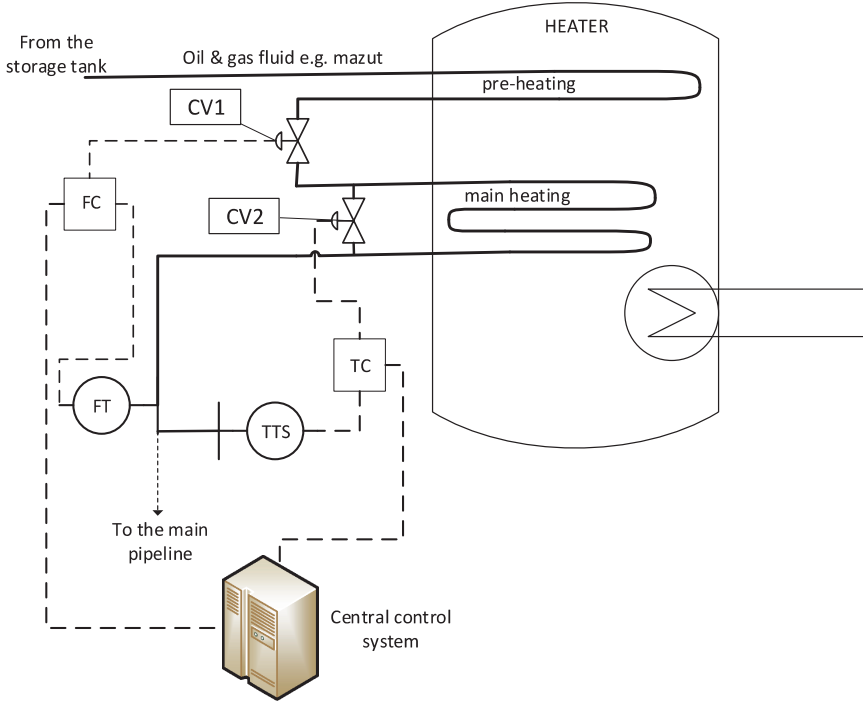 HEATER
From the
storage tank
Oil & gas fluid e.g. mazut
pre-heating
CV1
FC
main heating
CV2
TC
FT
TTS
To the main
pipeline
Central control
system